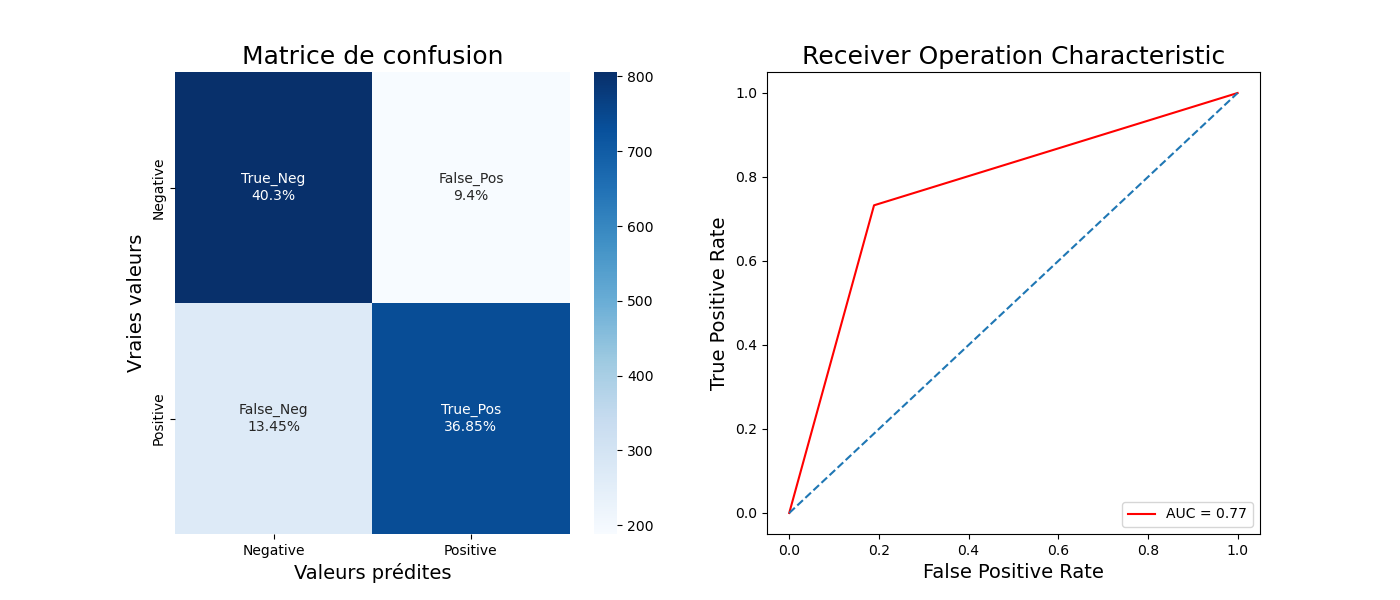 Matrice de confusion
Vraies valeurs
Negative
Positive
True_Neg
40.3%
False_Pos
9.4%
False_Neg
13.45%
True_Pos
36.85%
Negative
Positive
Valeurs prédites
800
700
600
500
400
300
200
Receiver Operation Characteristic
True Positive Rate
1.0
0.8
0.6
0.4
0.2
0.0
0.0
0.2
0.4
0.6
0.8
1.0
False Positive Rate
AUC = 0.77